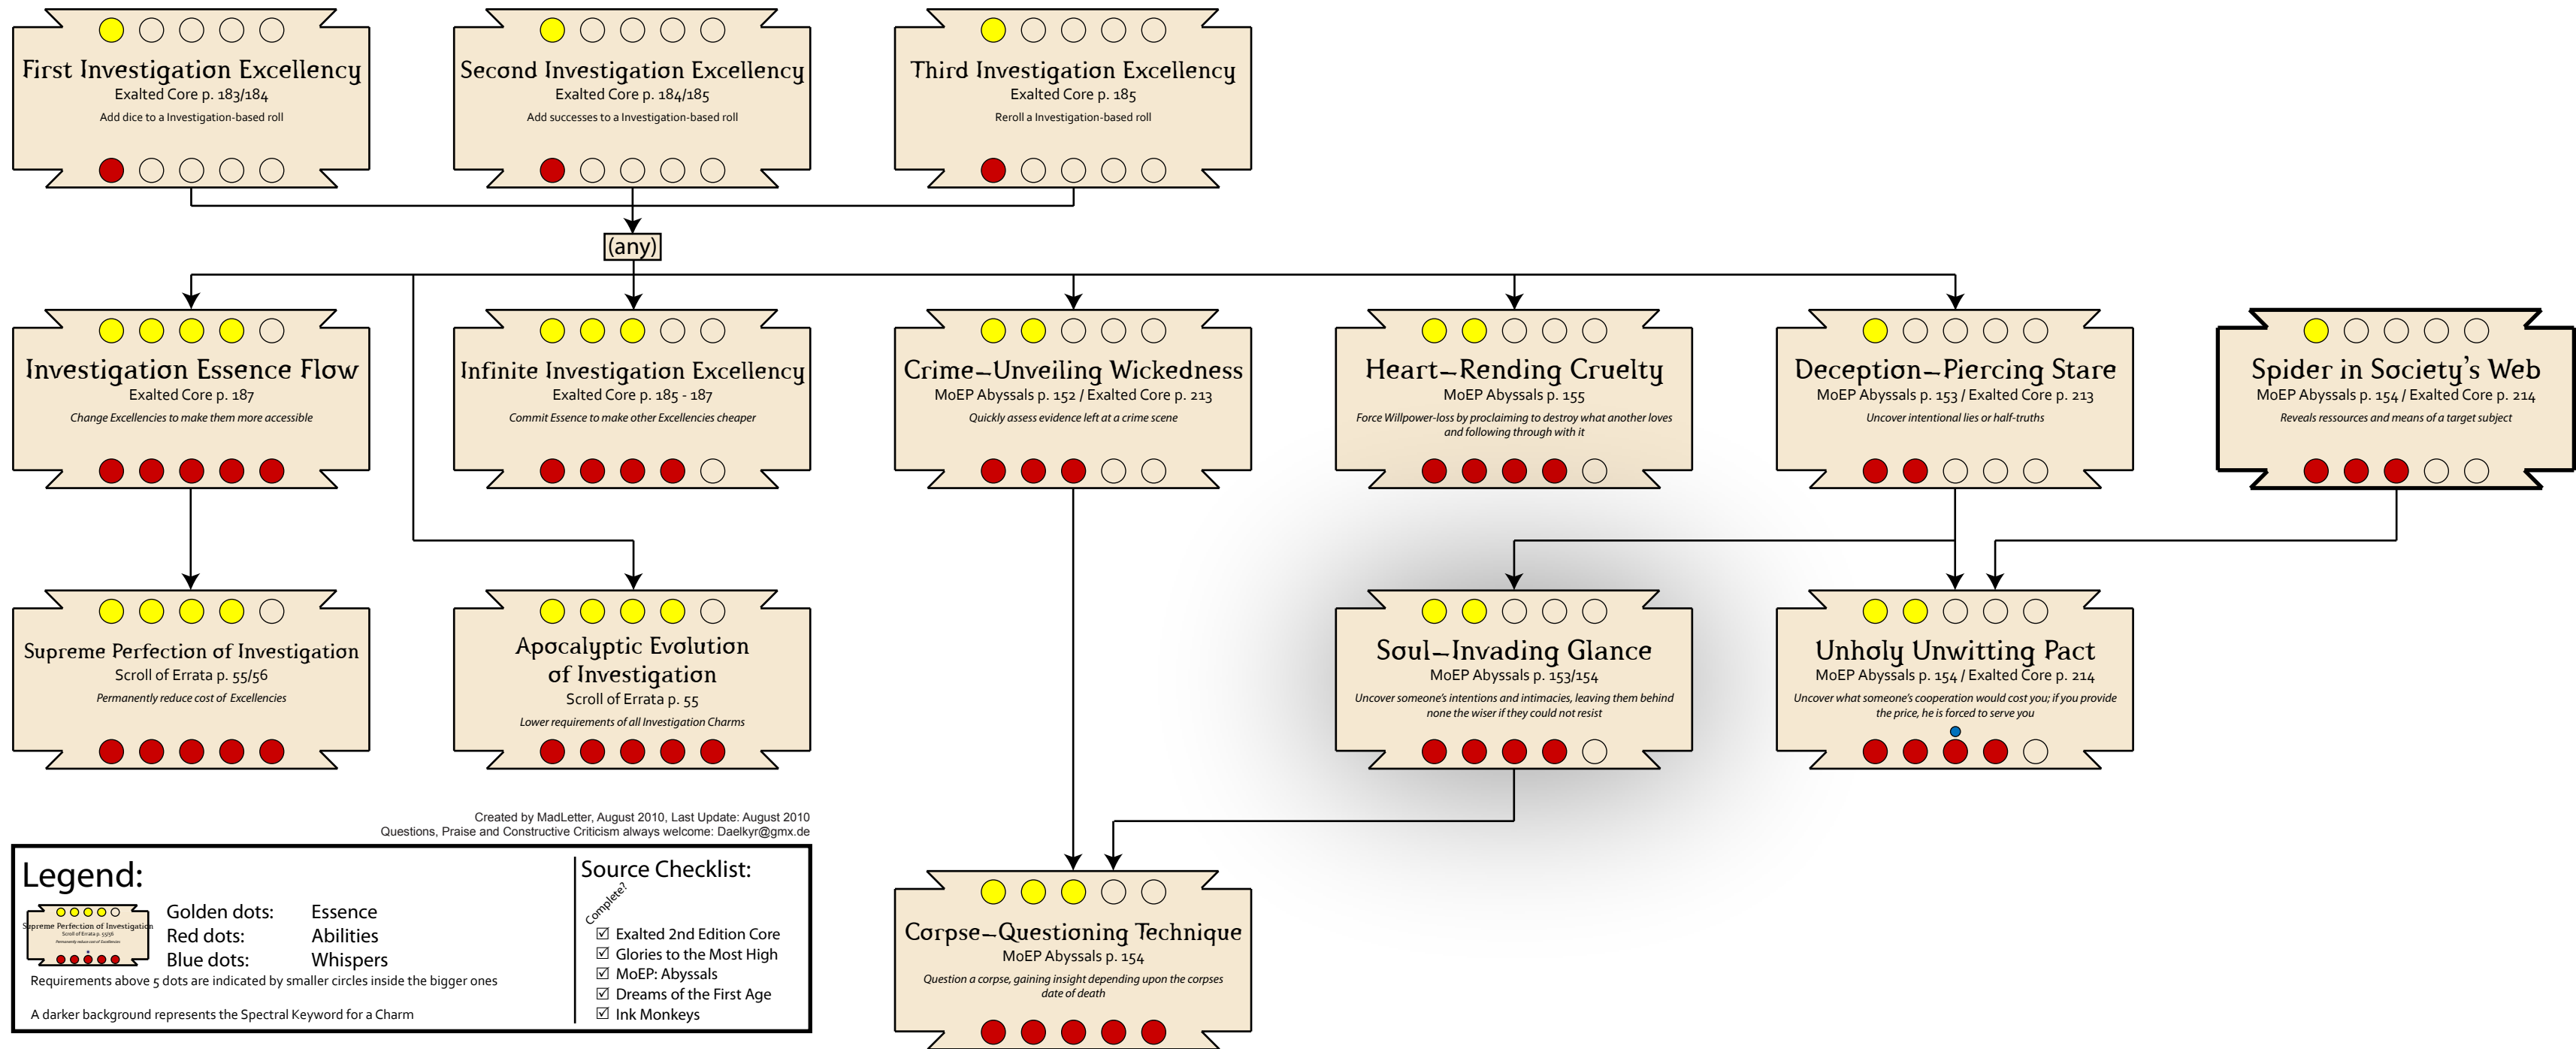 First Investigation Excellency
Exalted Core p. 183/184
Add dice to a Investigation-based roll
Second Investigation Excellency
Exalted Core p. 184/185
Add successes to a Investigation-based roll
Third Investigation Excellency
Exalted Core p. 185
Reroll a Investigation-based roll
(any)
Investigation Essence Flow
Exalted Core p. 187
Change Excellencies to make them more accessible
Infinite Investigation Excellency
Exalted Core p. 185 - 187
Commit Essence to make other Excellencies cheaper
Crime-Unveiling Wickedness
MoEP Abyssals p. 152 / Exalted Core p. 213
Quickly assess evidence left at a crime scene
Heart-Rending Cruelty
MoEP Abyssals p. 155
Force Willpower-loss by proclaiming to destroy what another loves
and following through with it
Deception-Piercing Stare
MoEP Abyssals p. 153 / Exalted Core p. 213
Uncover intentional lies or half-truths
Spider in Society's Web
MoEP Abyssals p. 154 / Exalted Core p. 214
Reveals ressources and means of a target subject
Supreme Perfection of Investigation
Scroll of Errata p. 55/56
Permanently reduce cost of Excellencies
Apocalyptic Evolution
of Investigation
Scroll of Errata p. 55
Lower requirements of all Investigation Charms
Soul-Invading Glance
MoEP Abyssals p. 153/154
Uncover someone's intentions and intimacies, leaving them behind
none the wiser if they could not resist
Unholy Unwitting Pact
MoEP Abyssals p. 154 / Exalted Core p. 214
Uncover what someone's cooperation would cost you; if you provide
the price, he is forced to serve you
Created by MadLetter, August 2010, Last Update: August 2010
Questions, Praise and Constructive Criticism always welcome: Daelkyr@gmx.de
Legend:
Supreme Perfection of Investigation
Scroll of Errata p. 55/56
Permanently reduce cost of Excellencies
Golden dots: Essence
Red dots: Abilities
Blue dots: Whispers
Requirements above 5 dots are indicated by smaller circles inside the bigger ones
A darker background represents the Spectral Keyword for a Charm
Source Checklist:
Complete?
Exalted 2nd Edition Core
Glories to the Most High
MoEP: Abyssals
Dreams of the First Age
Ink Monkeys
Corpse-Questioning Technique
MoEP Abyssals p. 154
Question a corpse, gaining insight depending upon the corpses
date of death